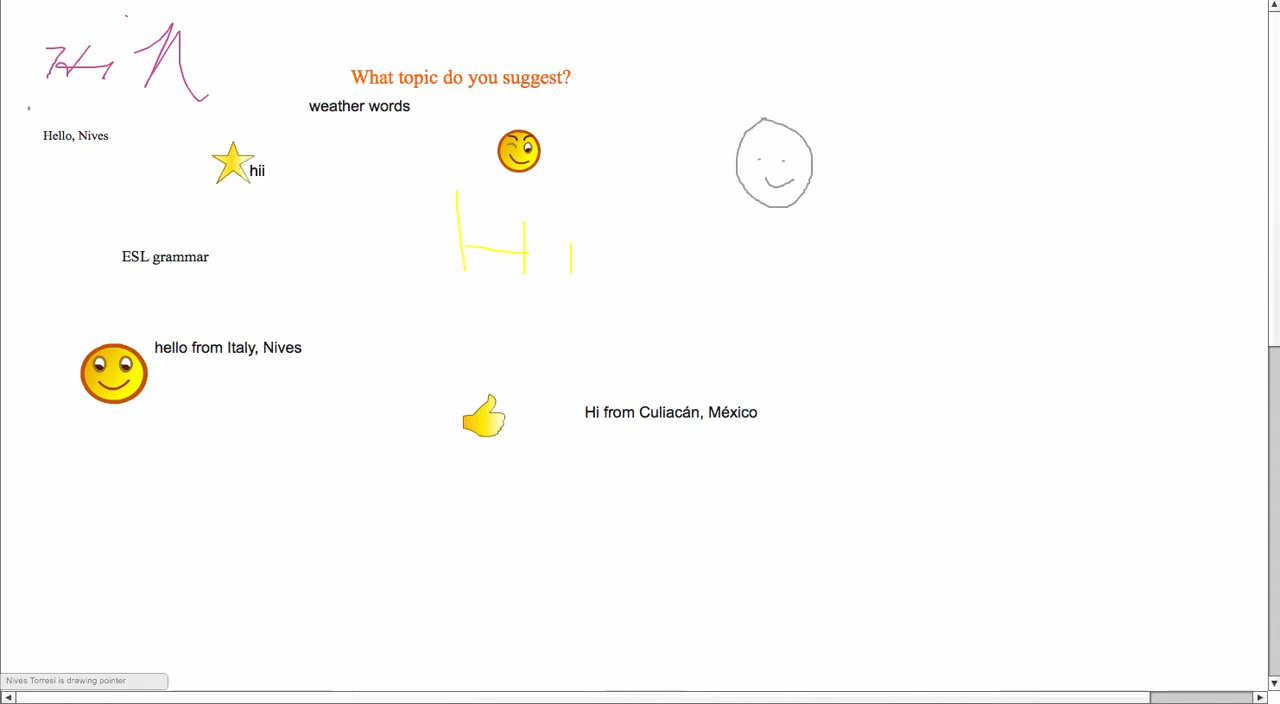 What topic do you suggest?
weather words
Hello, Nives
hii
Hi
ESL grammar
hello from Italy, Nives
Hi from Culiacán, México
Nives Torresi is drawing pointer